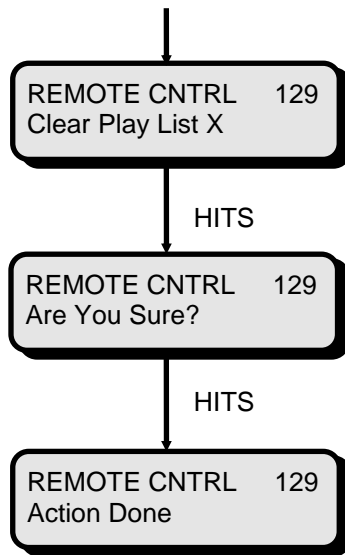 REMOTE CNTRL 129
Clear Play List X
HITS
REMOTE CNTRL 129
Are You Sure?
HITS
REMOTE CNTRL 129
Action Done